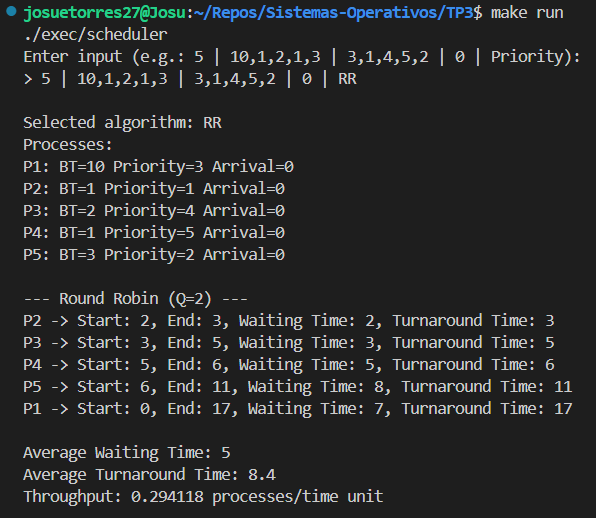 josuetorres27@Josu:~/Repos/Sistemas-Operativos/TP3$ make run
./exec/scheduler
Enter input (e.g.: 5 | 10,1,2,1,3 | 3,1,4,5,2 | 0 | Priority):
> 5 | 10,1,2,1,3 | 3,1,4,5,2 | 0 | RR
Selected algorithm: RR
Processes:
P1: BT=10 Priority=3 Arrival=0
P2: BT=1 Priority=1 Arrival=0
P3: BT=2 Priority=4 Arrival=0
P4: BT=1 Priority=5 Arrival=0
P5: BT=3 Priority=2 Arrival=0
--- Round Robin (Q=2) ---
P2 -> Start: 2, End: 3, Waiting Time: 2, Turnaround Time: 3
P3 -> Start: 3, End: 5, Waiting Time: 3, Turnaround Time: 5
P4 -> Start: 5, End: 6, Waiting Time: 5, Turnaround Time: 6
P5 -> Start: 6, End: 11, Waiting Time: 8, Turnaround Time: 11
P1 -> Start: 0, End: 17, Waiting Time: 7, Turnaround Time: 17
Average Waiting Time: 5
Average Turnaround Time: 8.4
Throughput: 0.294118 processes/time unit